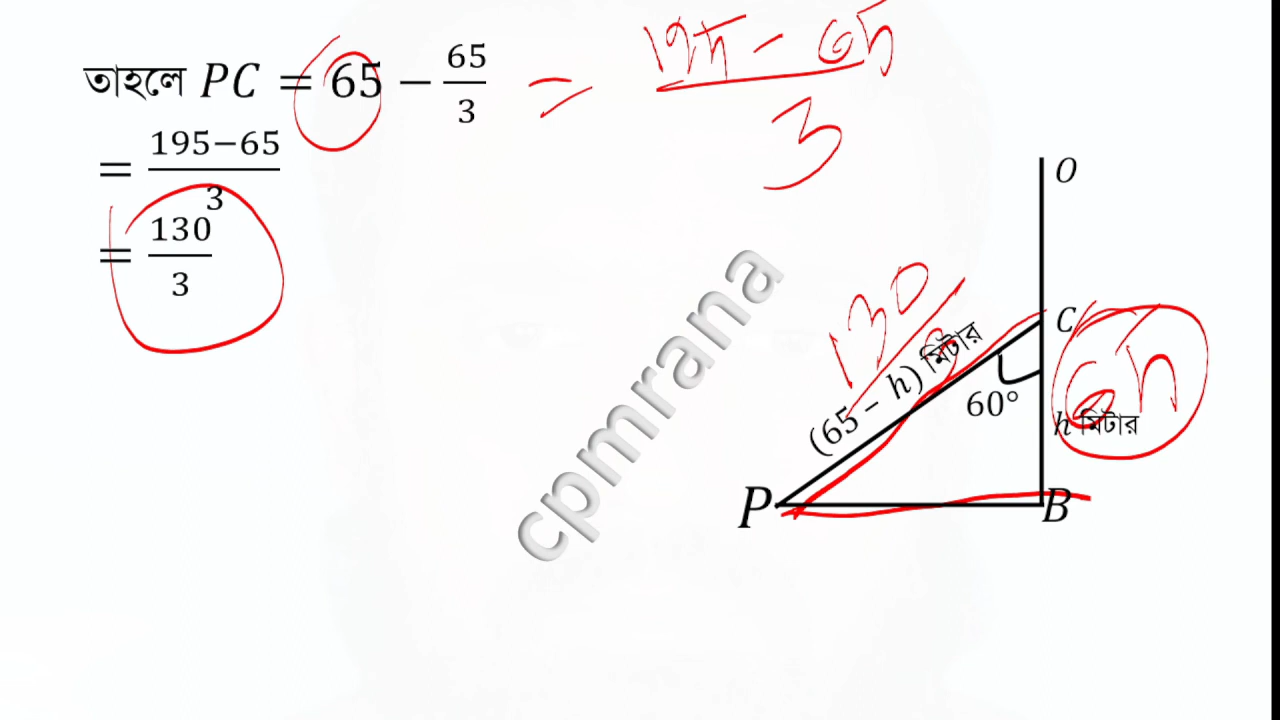 তাহলে PC = 65 − 65/3 = 195 − 65 / 3
= 195−65 / 3
= 130/3
O
C
130
(65 − h) মিটার
60°
65
h মিটার
P
B
cpmrana